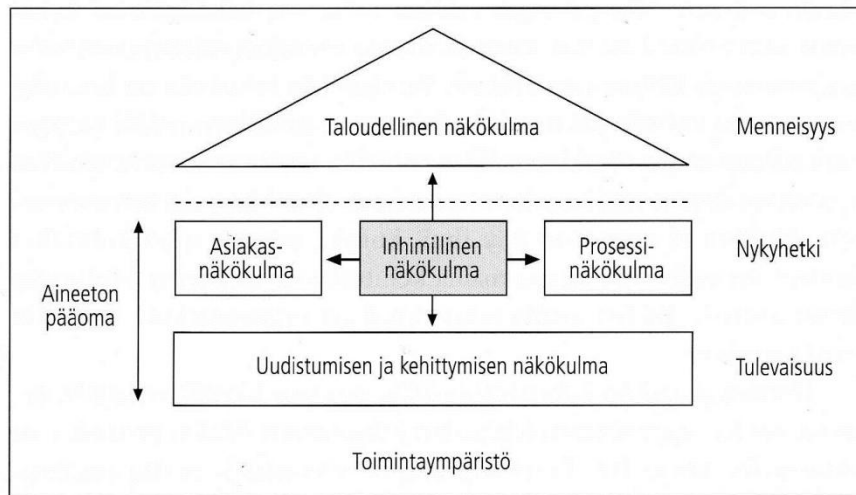 Taloudellinen näkökulma
Menneisyys
Asiakas-
näkökulma
Inhimillinen
näkökulma
Prosessi-
näkökulma
Nykyhetki
Aineeton
pääoma
Uudistumisen ja kehittymisen näkökulma
Tulevaisuus
Toimintaympäristö